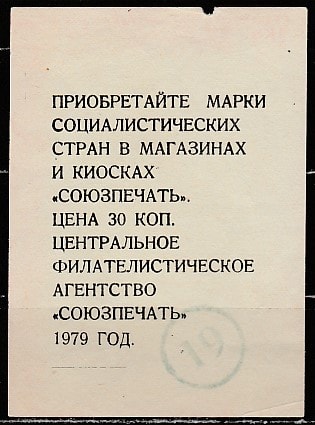 ПРИОБРЕТАЙТЕ МАРКИ
СОЦИАЛИСТИЧЕСКИХ
СТРАН В МАГАЗИНАХ
И КИОСКАХ
«СОЮЗПЕЧАТЬ».
ЦЕНА 30 КОП.
ЦЕНТРАЛЬНОЕ
ФИЛАТЕЛИСТИЧЕСКОЕ
АГЕНТСТВО
«СОЮЗПЕЧАТЬ»
1979 ГОД.
19